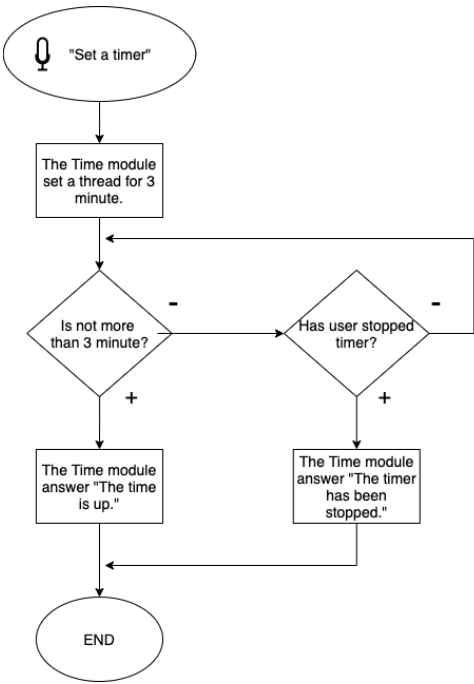 "Set a timer"
The Time module
set a thread for 3
minute.
-
-
Is not more
than 3 minute?
Has user stopped
timer?
+
+
The Time module
answer "The time
is up."
The Time module
answer "The timer
has been
stopped."
END